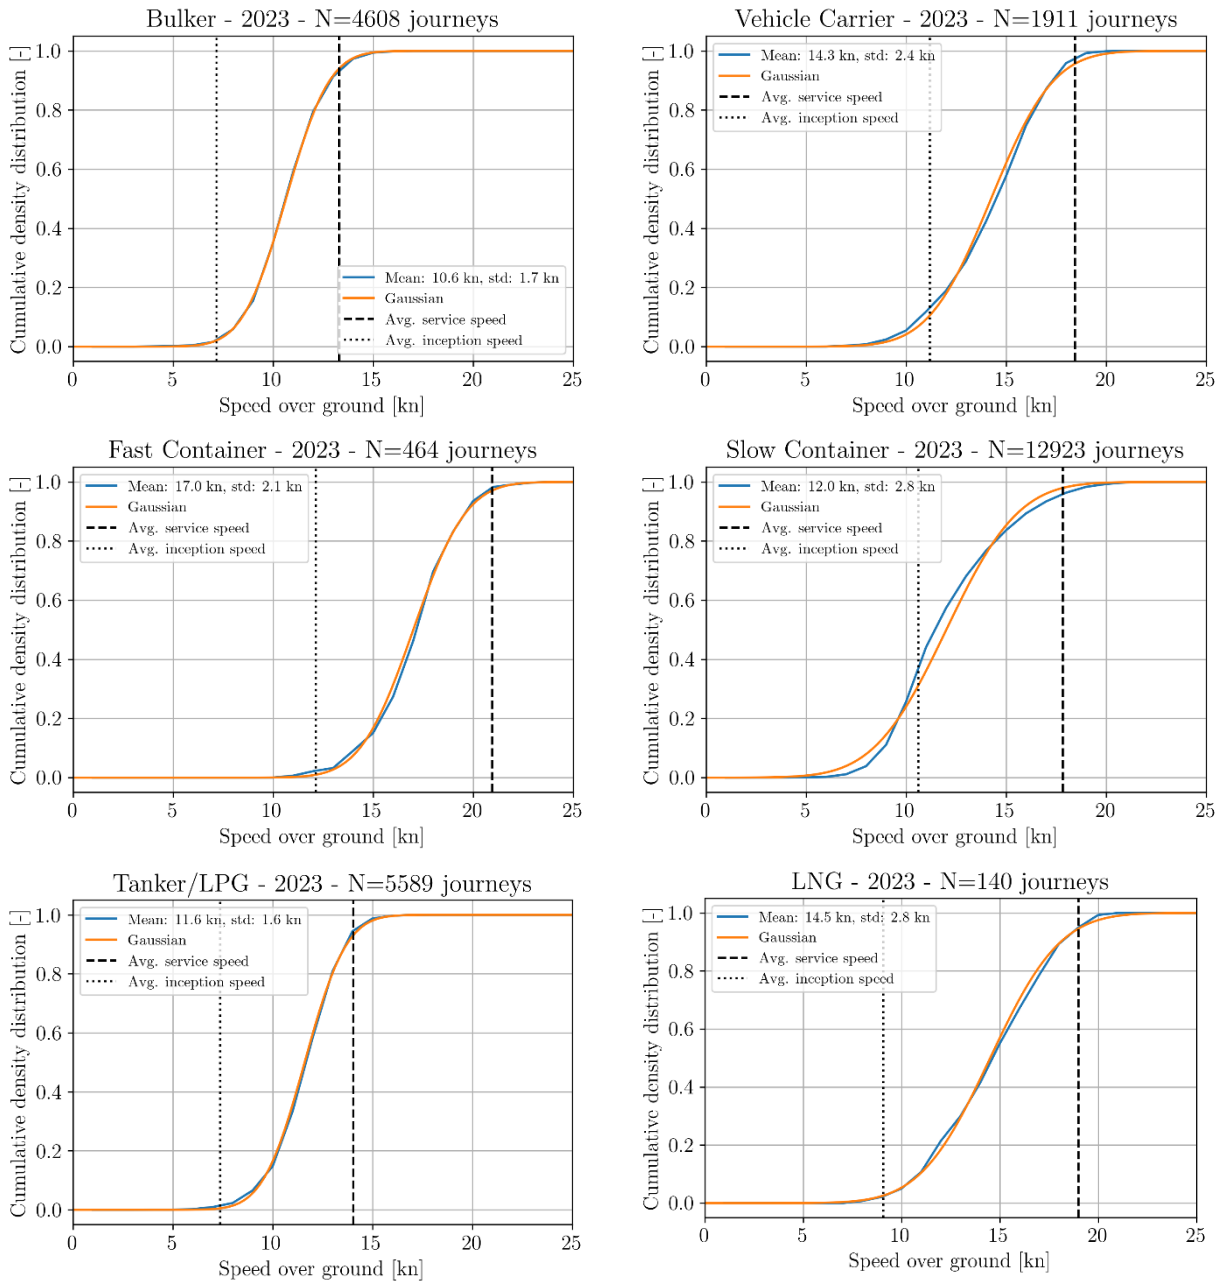 Bulker - 2023 - N=4608 journeys
Cumulative density distribution [-]
1.0
0.8
0.6
0.4
0.2
0.0
Mean: 10.6 kn, std: 1.7 kn
Gaussian
Avg. service speed
Avg. inception speed
0 5 10 15 20 25
Speed over ground [kn]
Vehicle Carrier - 2023 - N=1911 journeys
Cumulative density distribution [-]
1.0
0.8
0.6
0.4
0.2
0.0
Mean: 14.3 kn, std: 2.4 kn
Gaussian
Avg. service speed
Avg. inception speed
0 5 10 15 20 25
Speed over ground [kn]
Fast Container - 2023 - N=464 journeys
Cumulative density distribution [-]
1.0
0.8
0.6
0.4
0.2
0.0
Mean: 17.0 kn, std: 2.1 kn
Gaussian
Avg. service speed
Avg. inception speed
0 5 10 15 20 25
Speed over ground [kn]
Slow Container - 2023 - N=12923 journeys
Cumulative density distribution [-]
1.0
0.8
0.6
0.4
0.2
0.0
Mean: 12.0 kn, std: 2.8 kn
Gaussian
Avg. service speed
Avg. inception speed
0 5 10 15 20 25
Speed over ground [kn]
Tanker/LPG - 2023 - N=5589 journeys
Cumulative density distribution [-]
1.0
0.8
0.6
0.4
0.2
0.0
Mean: 11.6 kn, std: 1.6 kn
Gaussian
Avg. service speed
Avg. inception speed
0 5 10 15 20 25
Speed over ground [kn]
LNG - 2023 - N=140 journeys
Cumulative density distribution [-]
1.0
0.8
0.6
0.4
0.2
0.0
Mean: 14.5 kn, std: 2.8 kn
Gaussian
Avg. service speed
Avg. inception speed
0 5 10 15 20 25
Speed over ground [kn]